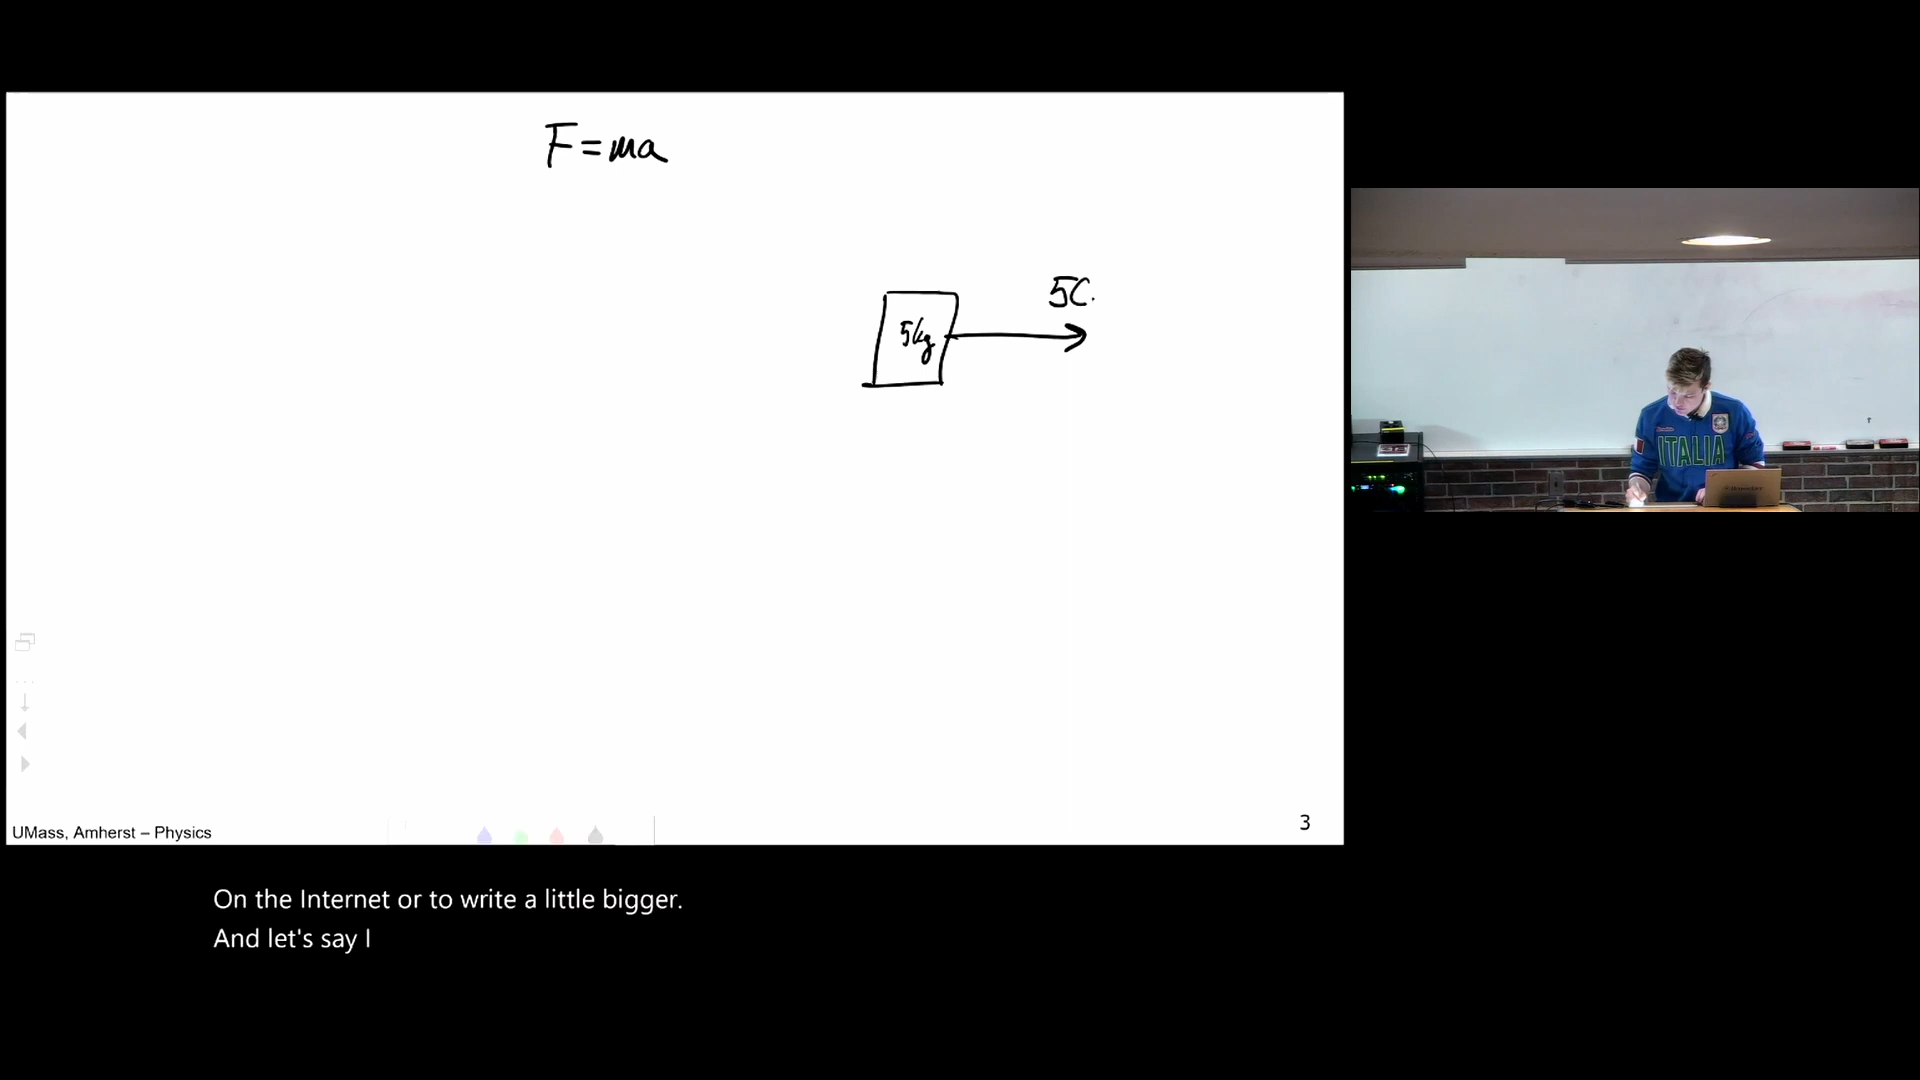 F=ma
5C.
5kg
ITALIA
UMass, Amherst – Physics
3
On the Internet or to write a little bigger.
And let's say I